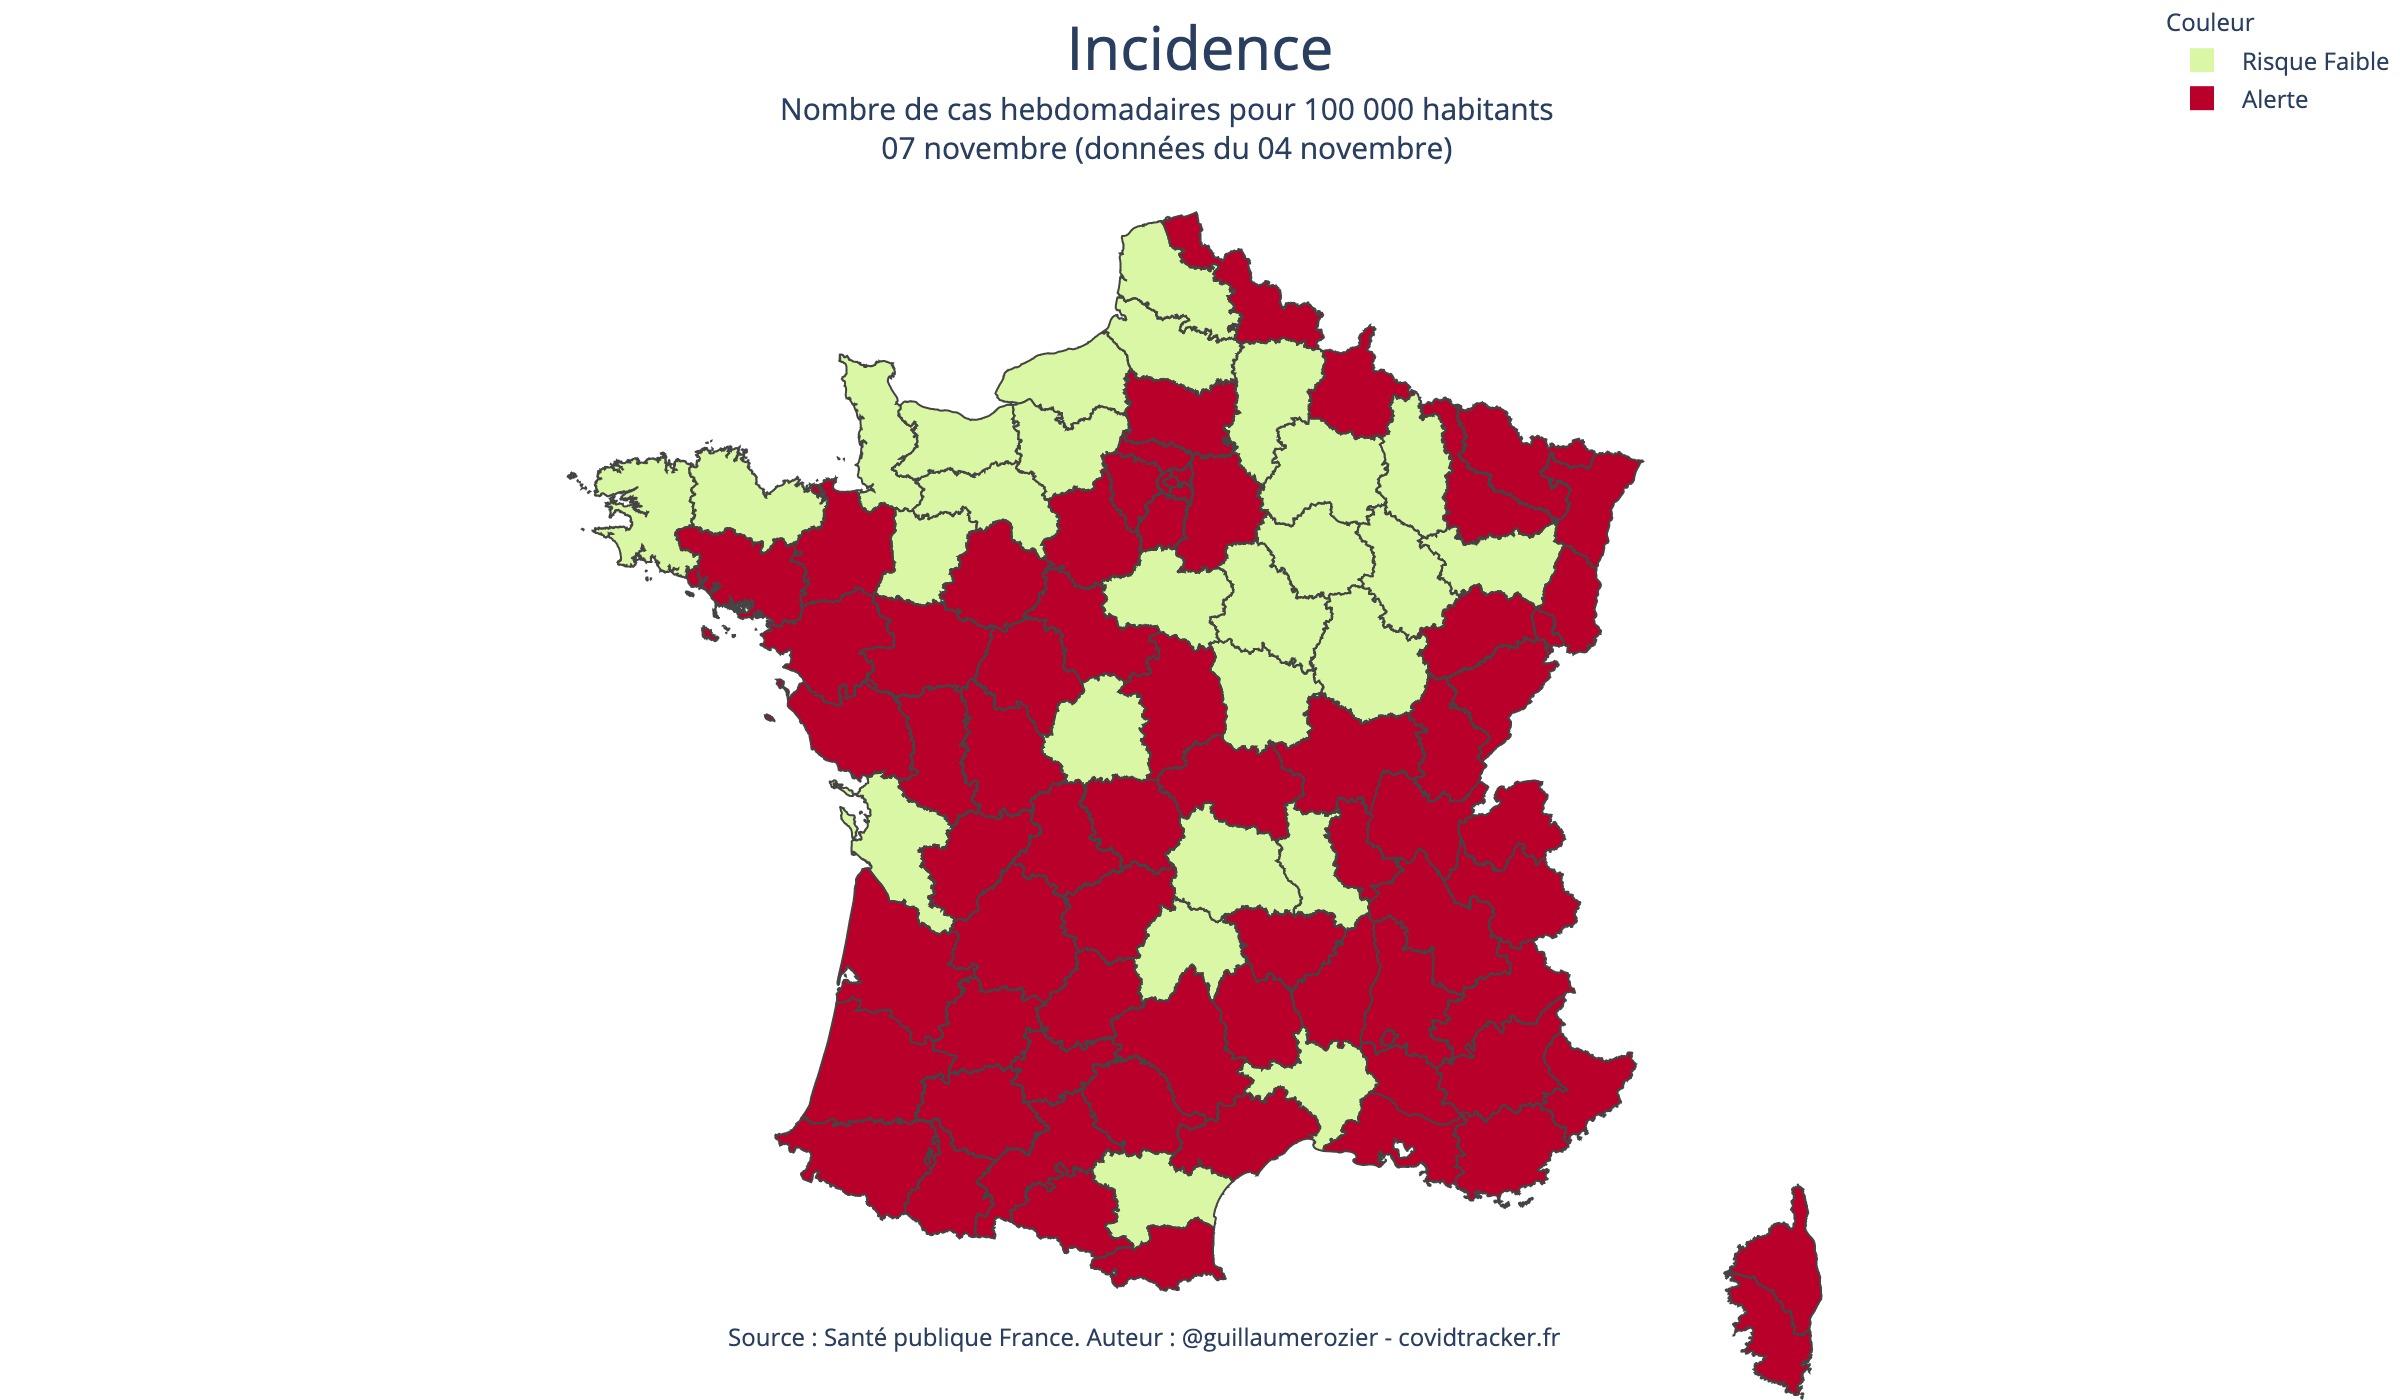 Incidence
Nombre de cas hebdomadaires pour 100 000 habitants
07 novembre (données du 04 novembre)
Couleur
Risque Faible
Alerte
Source : Santé publique France. Auteur : @guillaumerozier - covidtracker.fr